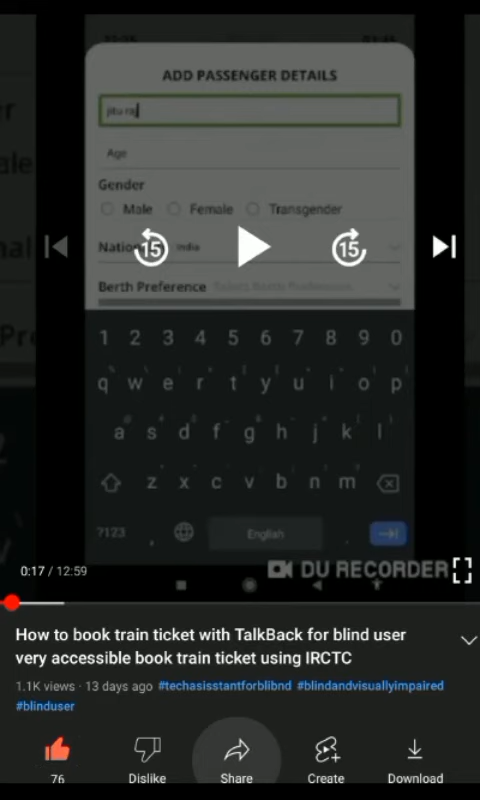 ADD PASSENGER DETAILS
jitu raj
Age
Gender
Male Female Transgender
India
Berth Preference
15 15
1 2 3 4 5 6 7 8 9 0
q w e r t y u i o p
a s d f g h j k l
z x c v b n m
?123 , English .
DU RECORDER
0:17 / 12:59
How to book train ticket with TalkBack for blind user
very accessible book train ticket using IRCTC
1.1K views · 13 days ago #techasisstantforblibnd #blindandvisuallyimpaired
#blinduser
76 Dislike Share Create Download